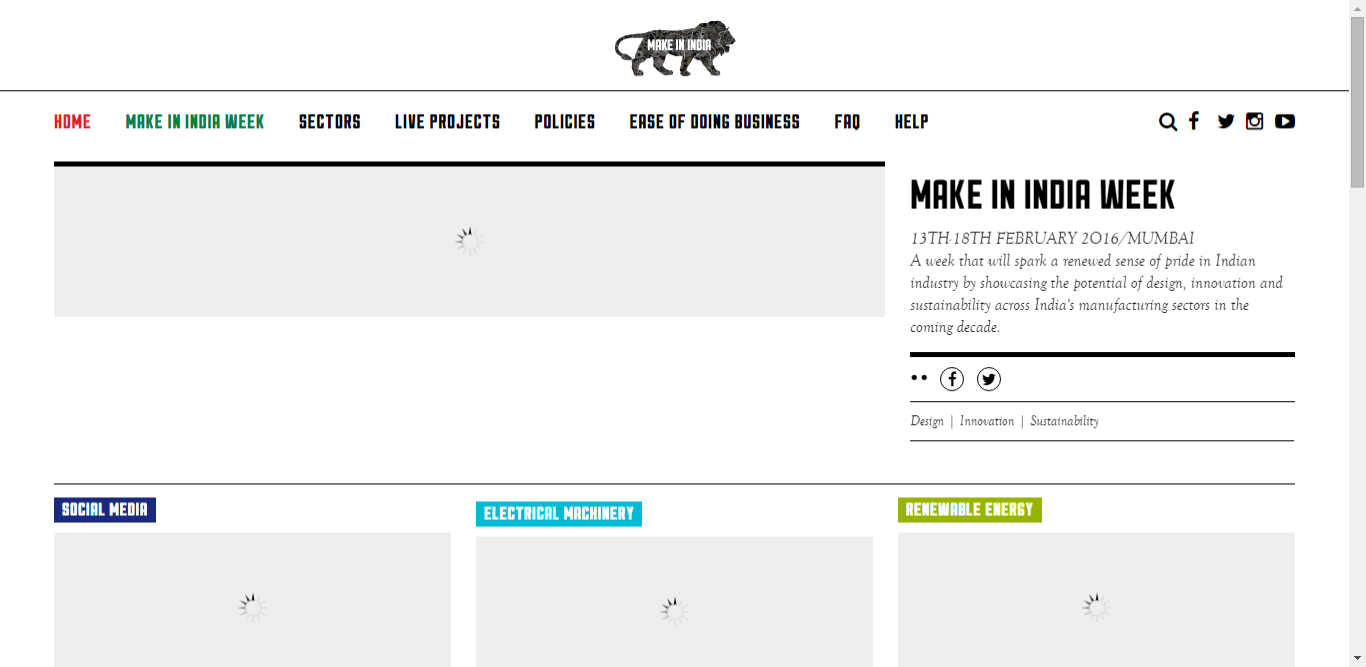 MAKE IN INDIA
HOME MAKE IN INDIA WEEK SECTORS LIVE PROJECTS POLICIES EASE OF DOING BUSINESS FAQ HELP
MAKE IN INDIA WEEK
13TH-18TH FEBRUARY 2016/MUMBAI
A week that will spark a renewed sense of pride in Indian
industry by showcasing the potential of design, innovation and
sustainability across India's manufacturing sectors in the
coming decade.
Design | Innovation | Sustainability
SOCIAL MEDIA
ELECTRICAL MACHINERY
RENEWABLE ENERGY